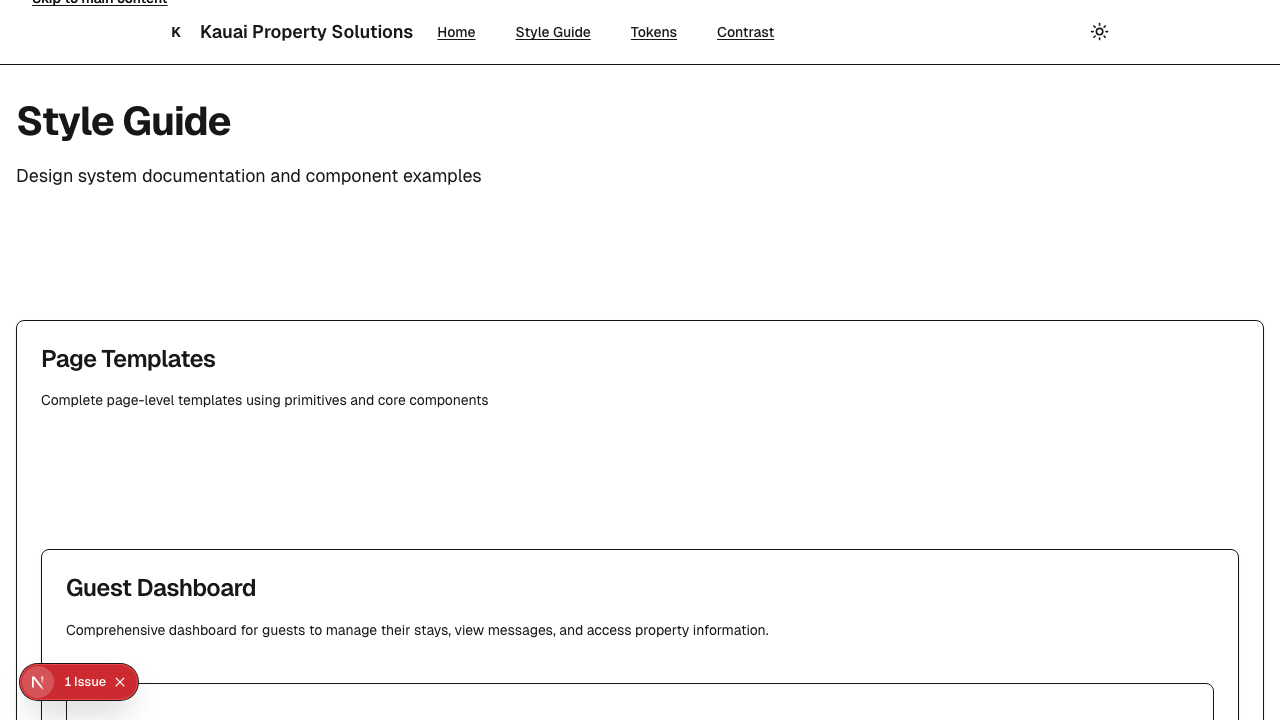 Skip to main content
K Kauai Property Solutions Home Style Guide Tokens Contrast
Style Guide
Design system documentation and component examples
Page Templates
Complete page-level templates using primitives and core components
Guest Dashboard
Comprehensive dashboard for guests to manage their stays, view messages, and access property information.
N 1 Issue